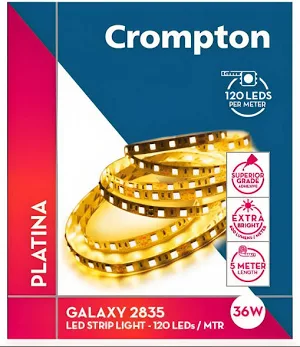 Crompton
120 LEDS
PER METER
SUPERIOR
GRADE
ADHESIVE
EXTRA
BRIGHT
5 METER
LENGTH
PLATINA
GALAXY 2835
LED STRIP LIGHT - 120 LEDs / MTR
36W